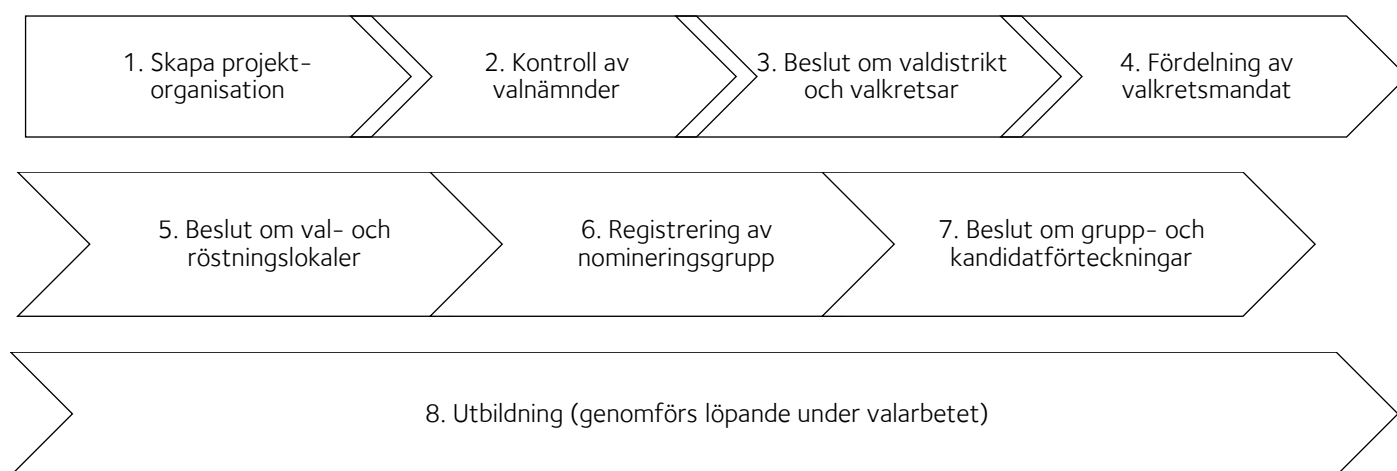 1. Skapa projekt-
organisation
2. Kontroll av
valnämnder
3. Beslut om valdistrikt
och valkretsar
4. Fördelning av
valkretsmandat
5. Beslut om val- och
röstningslokaler
6. Registrering av
nomineringsgrupp
7. Beslut om grupp- och
kandidatförteckningar
8. Utbildning (genomförs löpande under valarbetet)